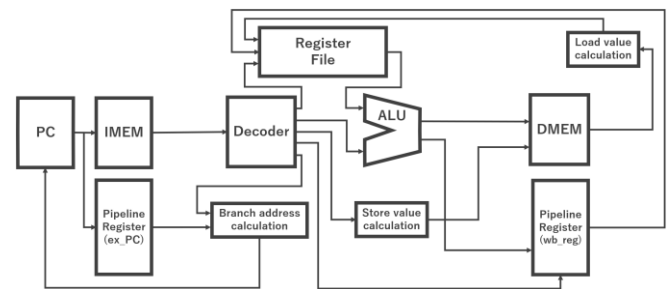 Register
File
Load value
calculation
PC
IMEM
Decoder
ALU
DMEM
Pipeline
Register
(ex_PC)
Branch address
calculation
Store value
calculation
Pipeline
Register
(wb_reg)